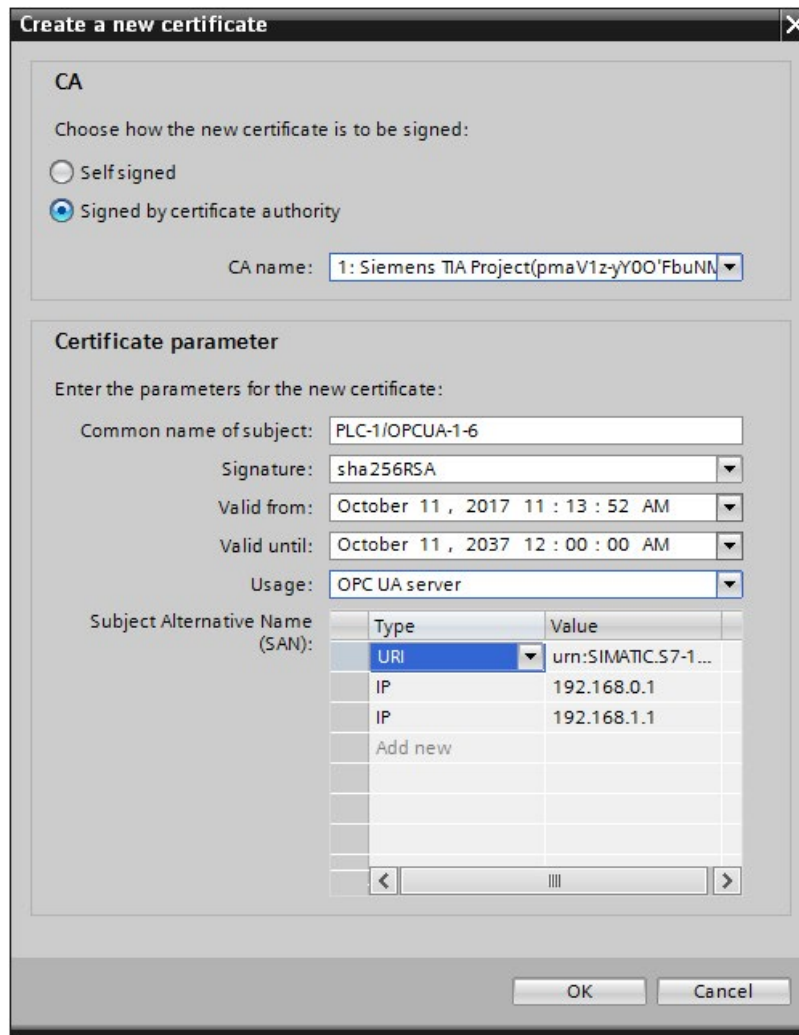 Create a new certificate
CA
Choose how the new certificate is to be signed:
Self signed
Signed by certificate authority
CA name: 1: Siemens TIA Project(pmaV1z-yY0O'FbuNM
Certificate parameter
Enter the parameters for the new certificate:
Common name of subject: PLC-1/OPCUA-1-6
Signature: sha256RSA
Valid from: October 11 , 2017 11 : 13 : 52 AM
Valid until: October 11 , 2037 12 : 00 : 00 AM
Usage: OPC UA server
Subject Alternative Name
(SAN):
Type Value
URI urn:SIMATIC.S7-1...
IP 192.168.0.1
IP 192.168.1.1
Add new
OK Cancel